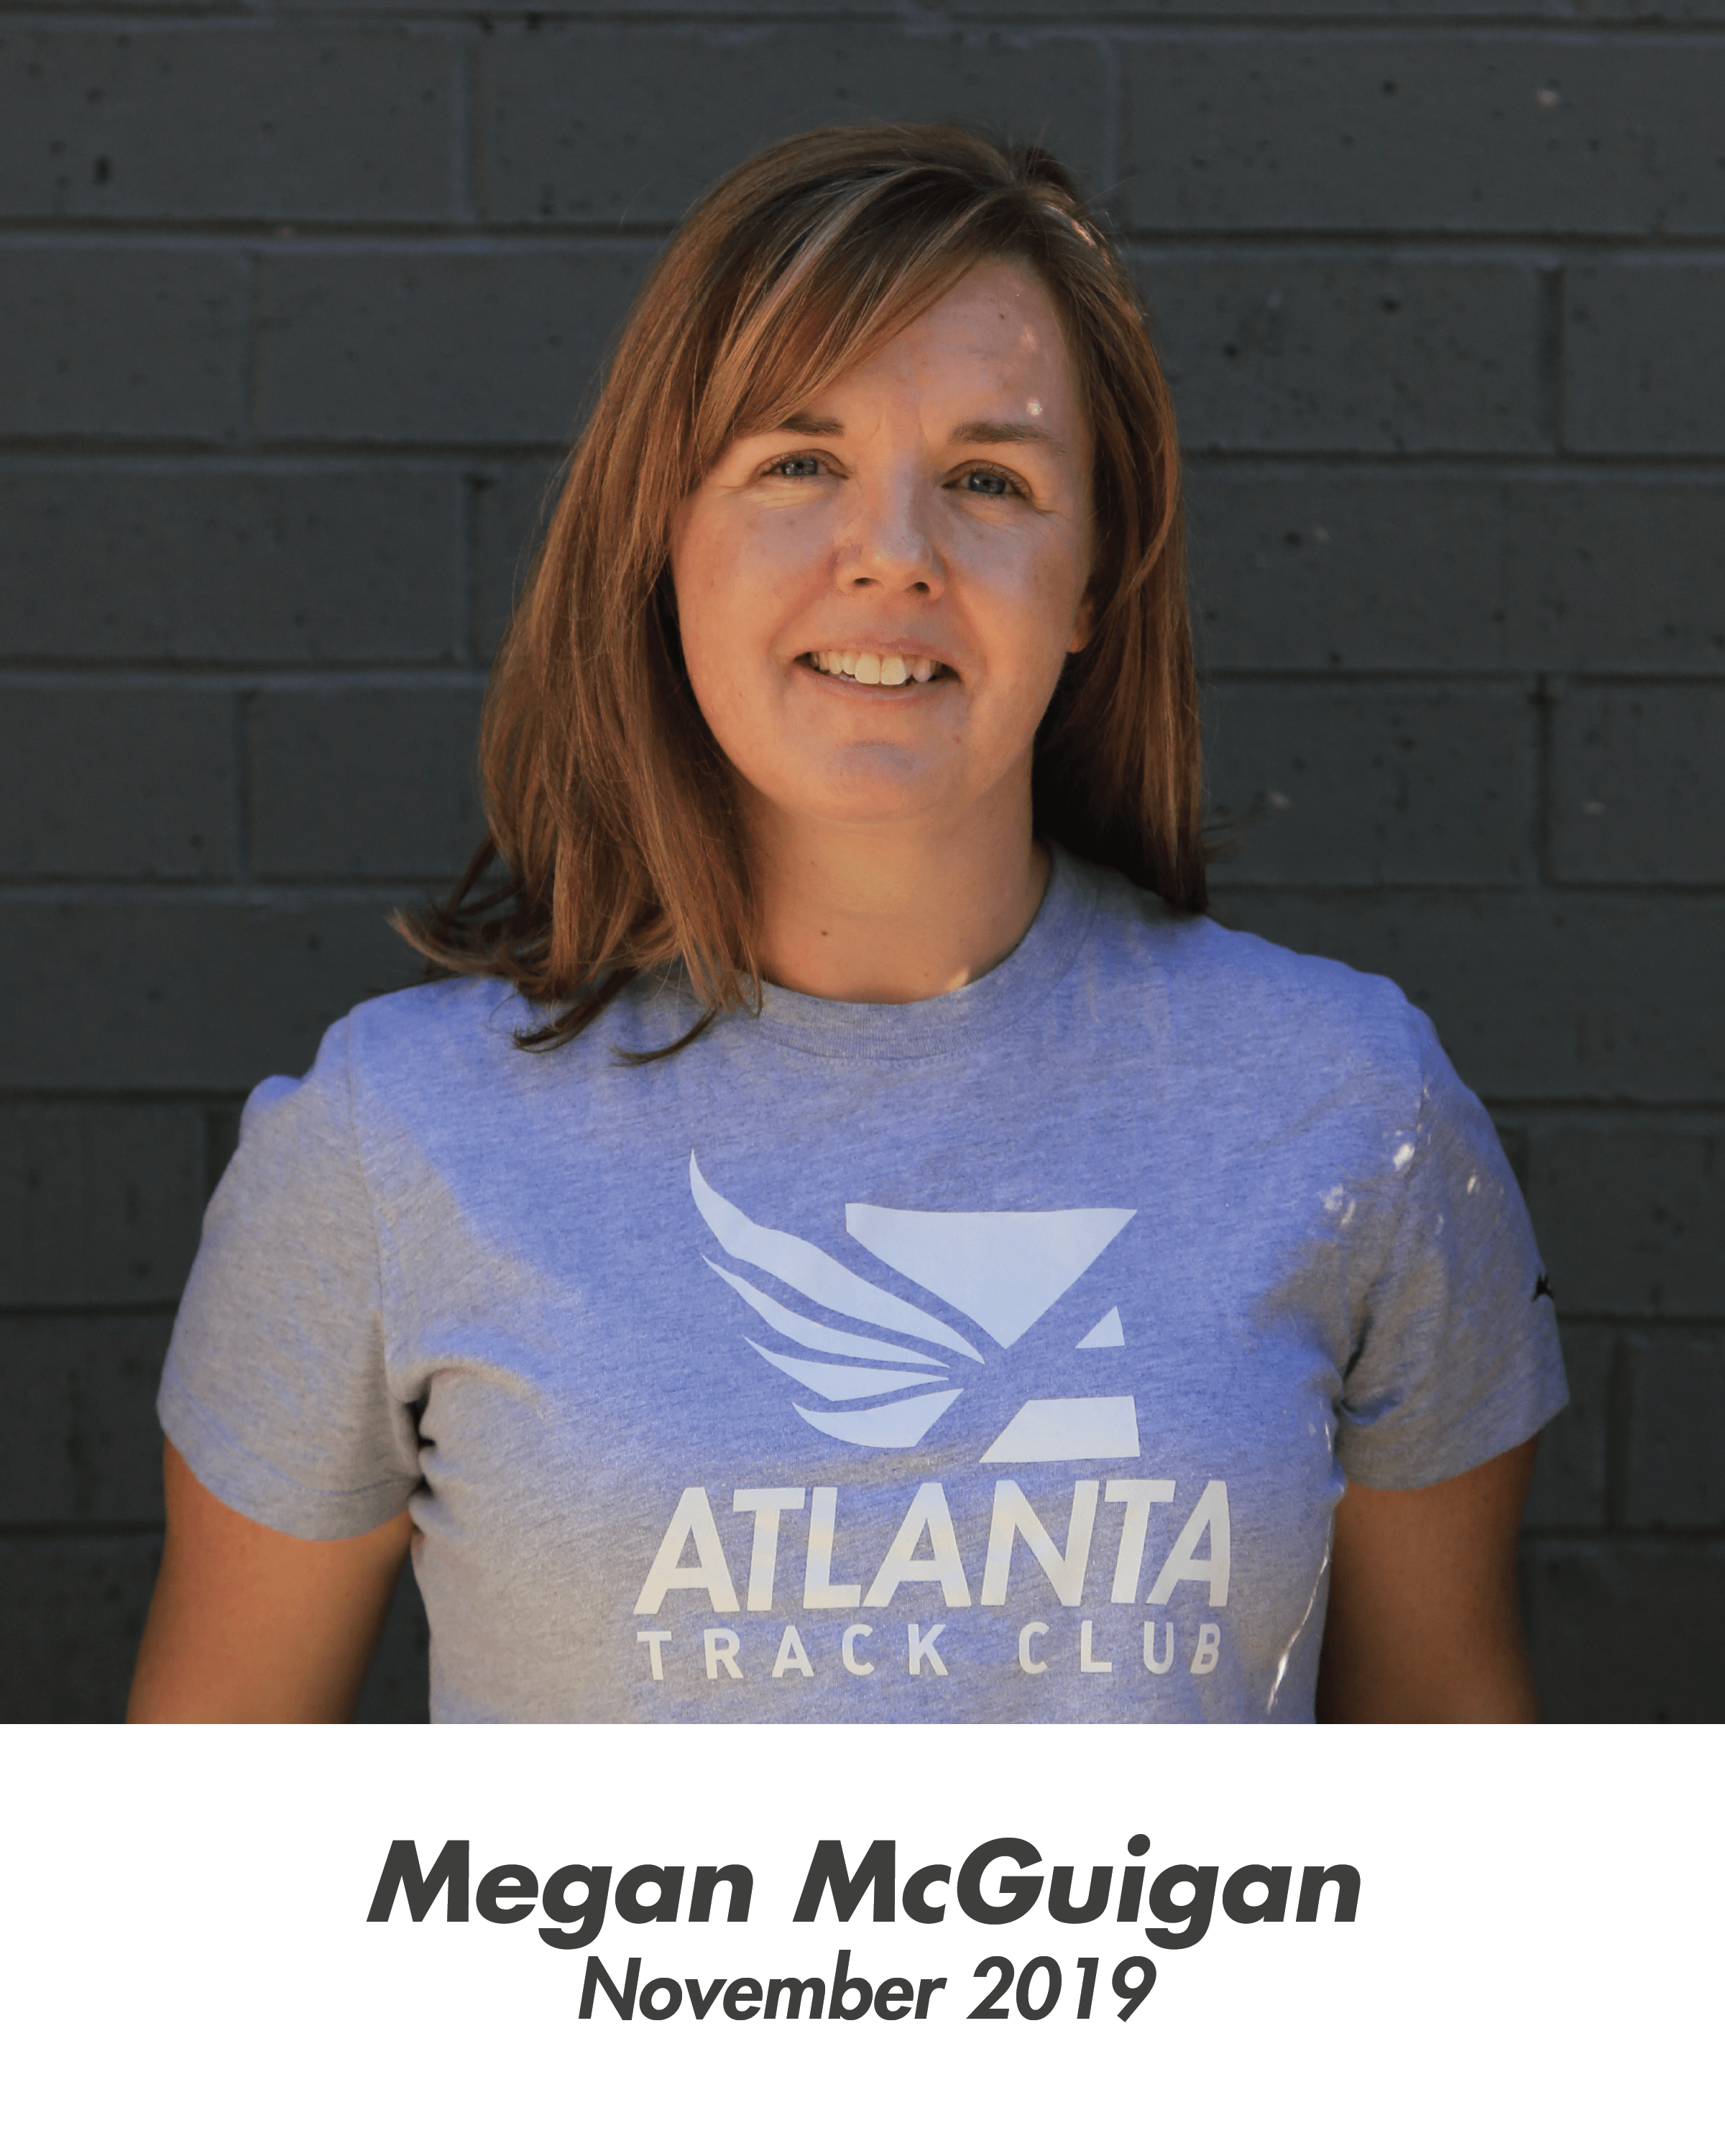 ATLANTA
TRACK CLUB
Megan McGuigan
November 2019